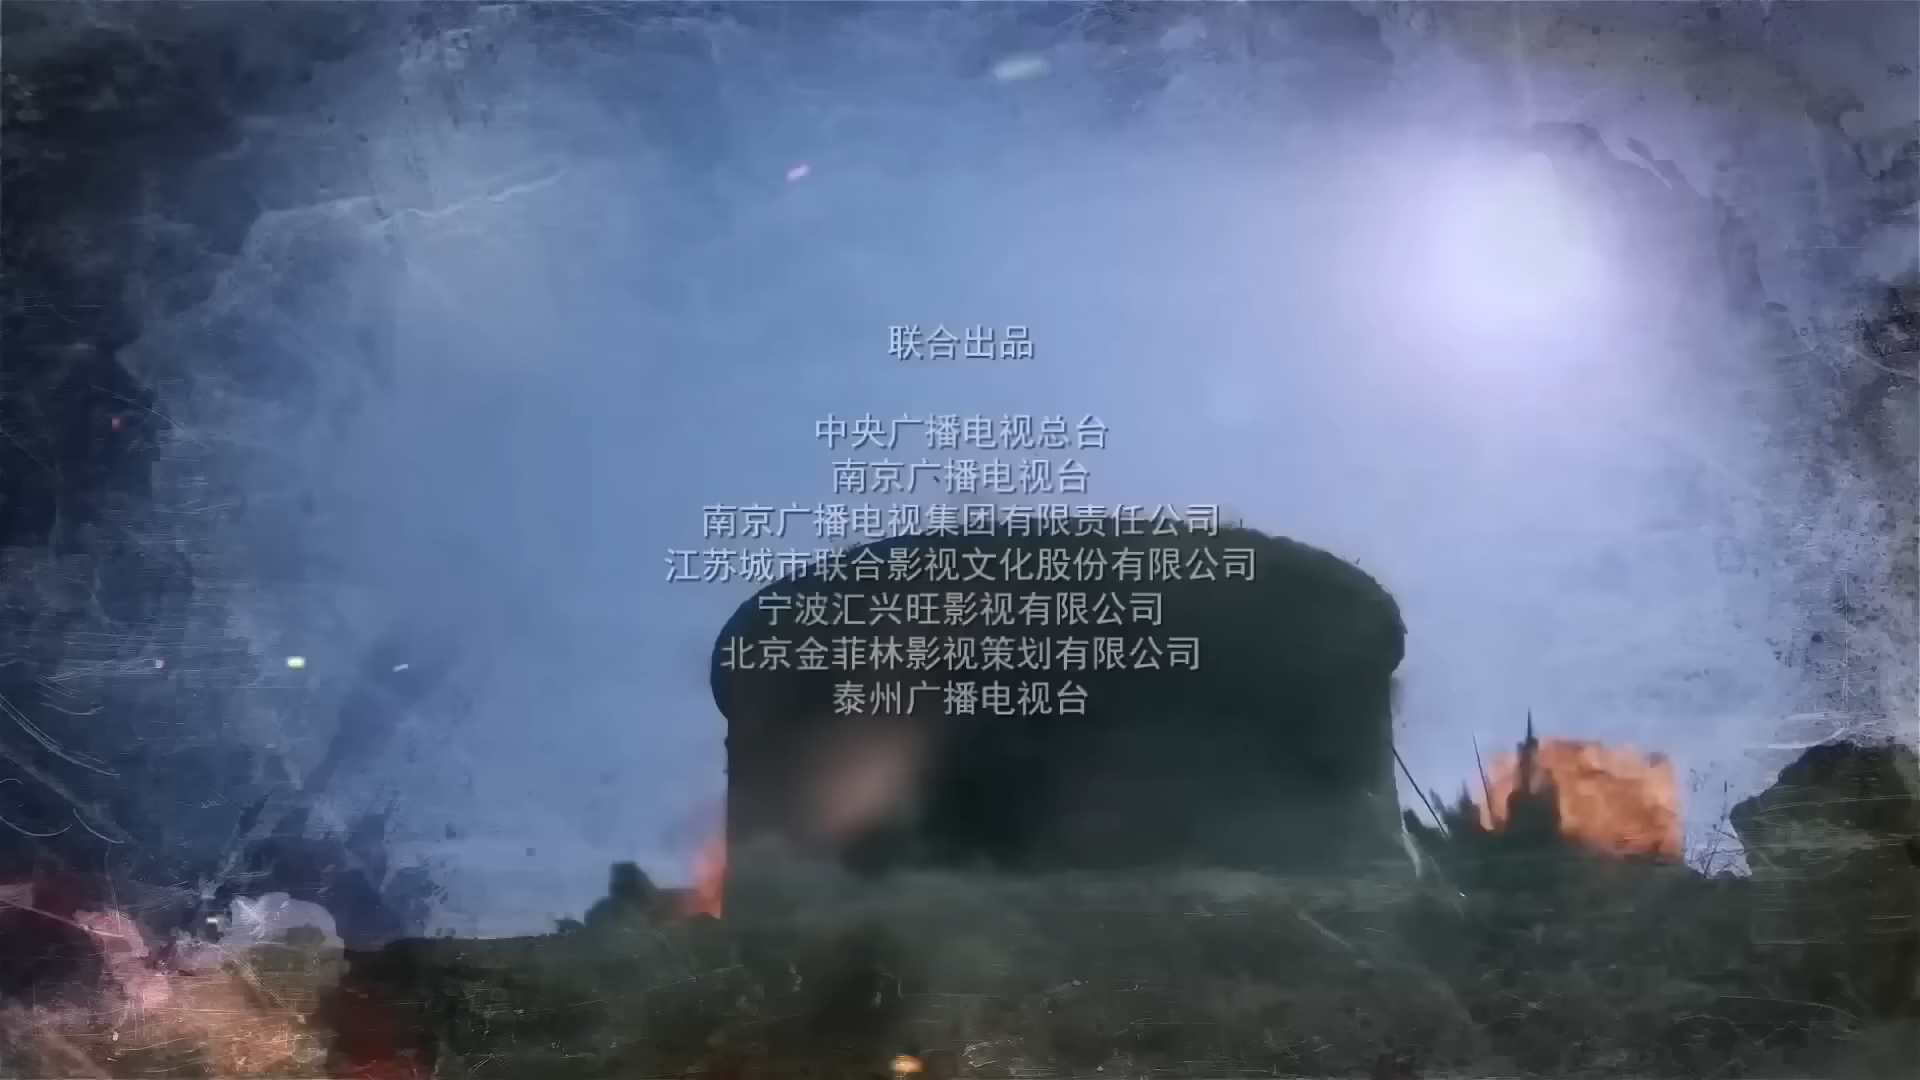 联合出品
中央广播电视总台
南京广播电视台
南京广播电视集团有限责任公司
江苏城市联合影视文化股份有限公司
宁波汇兴旺影视有限公司
北京金菲林影视策划有限公司
泰州广播电视台